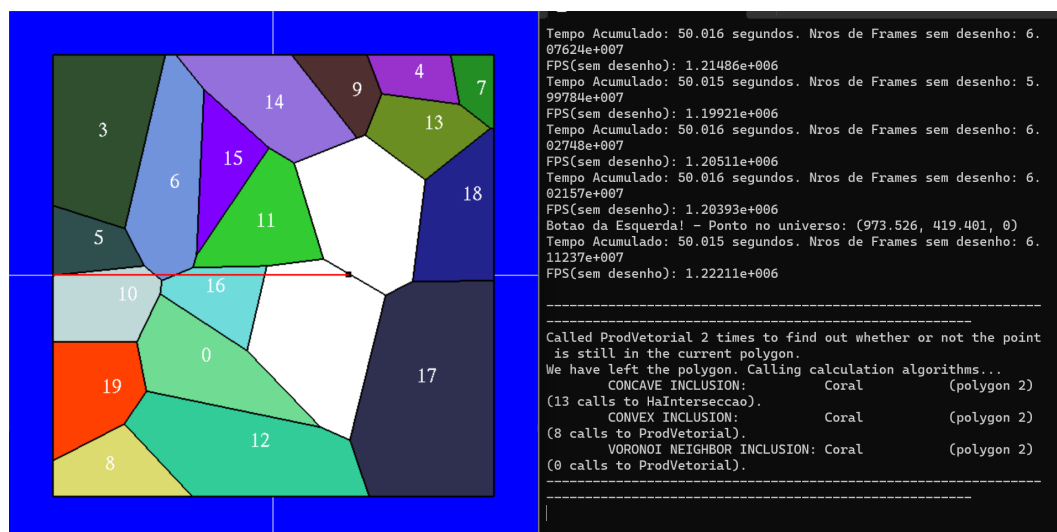 3
14
9
4
7
13
15
6
18
11
5
10
16
0
17
19
12
8
Tempo Acumulado: 50.016 segundos. Nros de Frames sem desenho: 6.
07624e+007
FPS(sem desenho): 1.21486e+006
Tempo Acumulado: 50.015 segundos. Nros de Frames sem desenho: 5.
99784e+007
FPS(sem desenho): 1.19921e+006
Tempo Acumulado: 50.016 segundos. Nros de Frames sem desenho: 6.
02748e+007
FPS(sem desenho): 1.20511e+006
Tempo Acumulado: 50.016 segundos. Nros de Frames sem desenho: 6.
02157e+007
FPS(sem desenho): 1.20393e+006
Botao da Esquerda! – Ponto no universo: (973.526, 419.401, 0)
Tempo Acumulado: 50.015 segundos. Nros de Frames sem desenho: 6.
11237e+007
FPS(sem desenho): 1.22211e+006
----------------------------------------------------------------
-------------------------------------------------------
Called ProdVetorial 2 times to find out whether or not the point
is still in the current polygon.
We have left the polygon. Calling calculation algorithms...
CONCAVE INCLUSION: Coral (polygon 2)
(13 calls to HaInterseccao).
CONVEX INCLUSION: Coral (polygon 2)
(8 calls to ProdVetorial).
VORONOI NEIGHBOR INCLUSION: Coral (polygon 2)
(0 calls to ProdVetorial).
----------------------------------------------------------------
-------------------------------------------------------